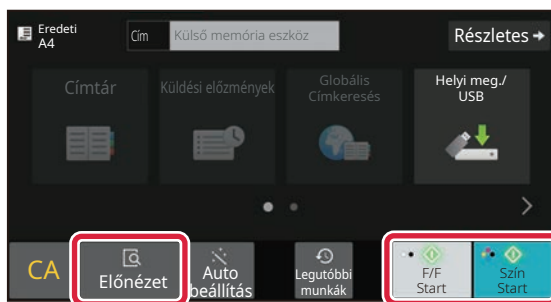 Eredeti
A4
Cím
Külső memória eszköz
Részletes
Címtár
Küldési előzmények
Globális
Címkeresés
Helyi meg./
USB
CA
Előnézet
Auto
beállítás
Legutóbbi
munkák
F/F
Start
Szín
Start